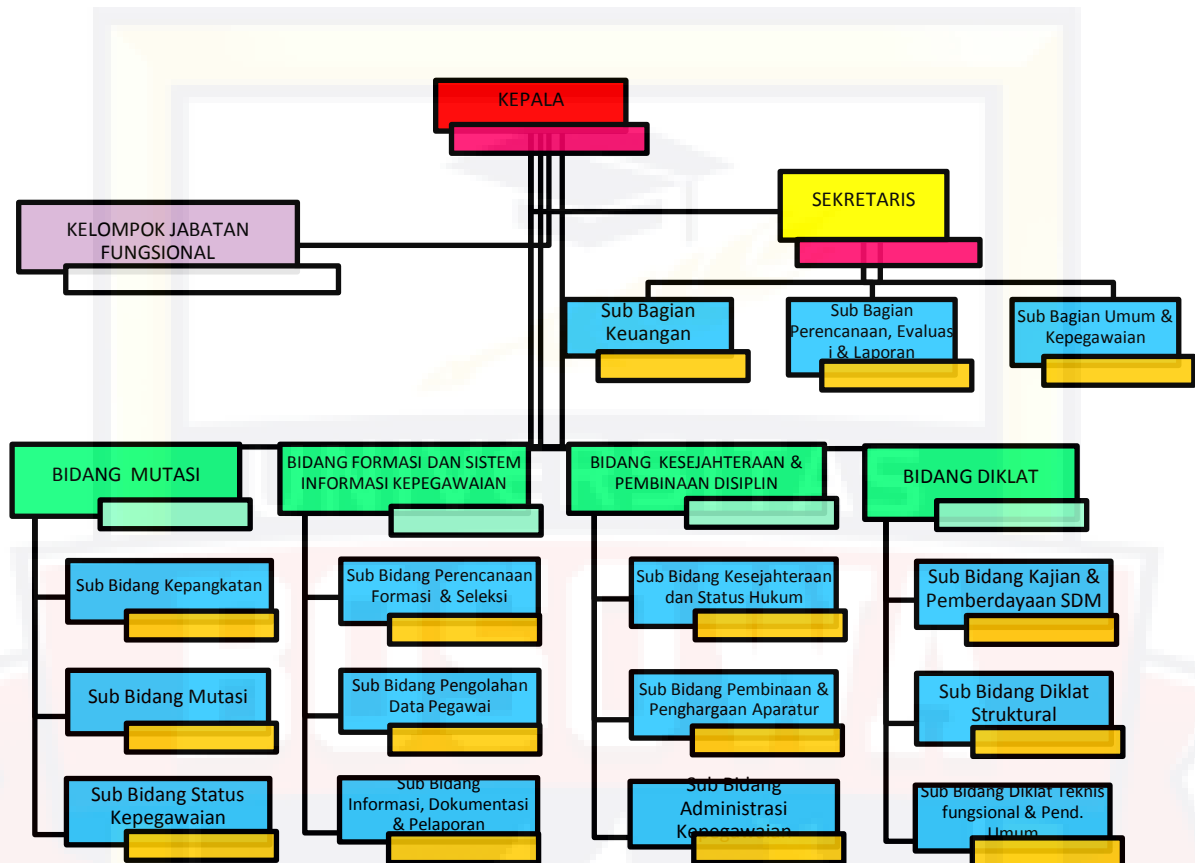 KEPALA
SEKRETARIS
KELOMPOK JABATAN
FUNGSIONAL
Sub Bagian
Keuangan
Sub Bagian
Perencanaan, Evaluas
i & Laporan
Sub Bagian Umum &
Kepegawaian
BIDANG MUTASI
BIDANG FORMASI DAN SISTEM
INFORMASI KEPEGAWAIAN
BIDANG KESEJAHTERAAN &
PEMBINAAN DISIPLIN
BIDANG DIKLAT
Sub Bidang Kepangkatan
Sub Bidang Perencanaan
Formasi & Seleksi
Sub Bidang Kesejahteraan
dan Status Hukum
Sub Bidang Kajian &
Pemberdayaan SDM
Sub Bidang Mutasi
Sub Bidang Pengolahan
Data Pegawai
Sub Bidang Pembinaan &
Penghargaan Aparatur
Sub Bidang Diklat
Struktural
Sub Bidang Status
Kepegawaian
Sub Bidang
Informasi, Dokumentasi
& Pelaporan
Sub Bidang
Administrasi
Kepegawaian
Sub Bidang Diklat Teknis
fungsional & Pend.
Umum